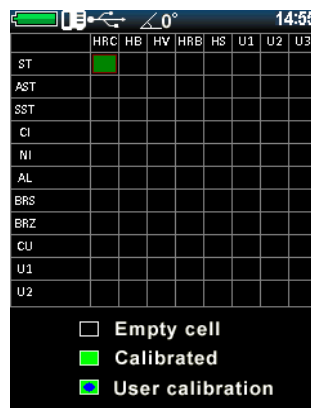 0° 14:55
HRC HB HV HRB HS U1 U2 U3
ST
AST
SST
CI
NI
AL
BRS
BRZ
CU
U1
U2
Empty cell
Calibrated
User calibration